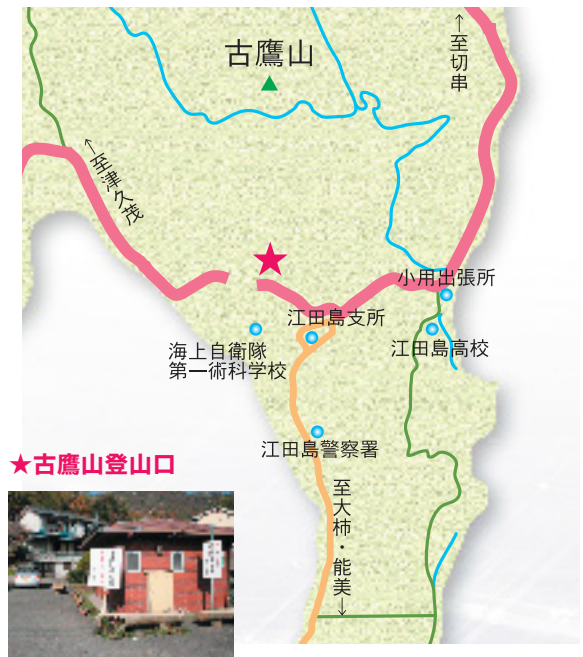 古鷹山
↑至切串
↑至津久茂
小用出張所
江田島支所
江田島高校
海上自衛隊
第一術科学校
江田島警察署
至大柿・能美↓
★古鷹山登山口